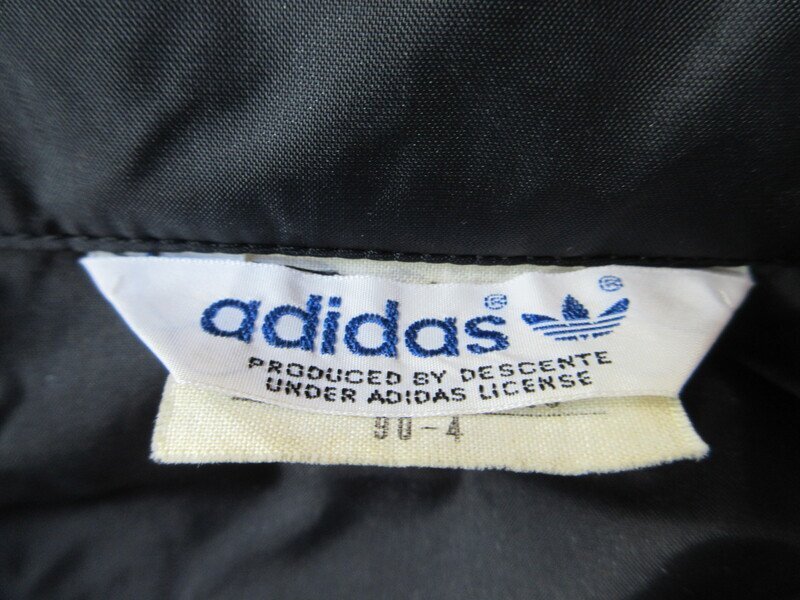 adidas® ®
PRODUCED BY DESCENTE
UNDER ADIDAS LICENSE
90-4